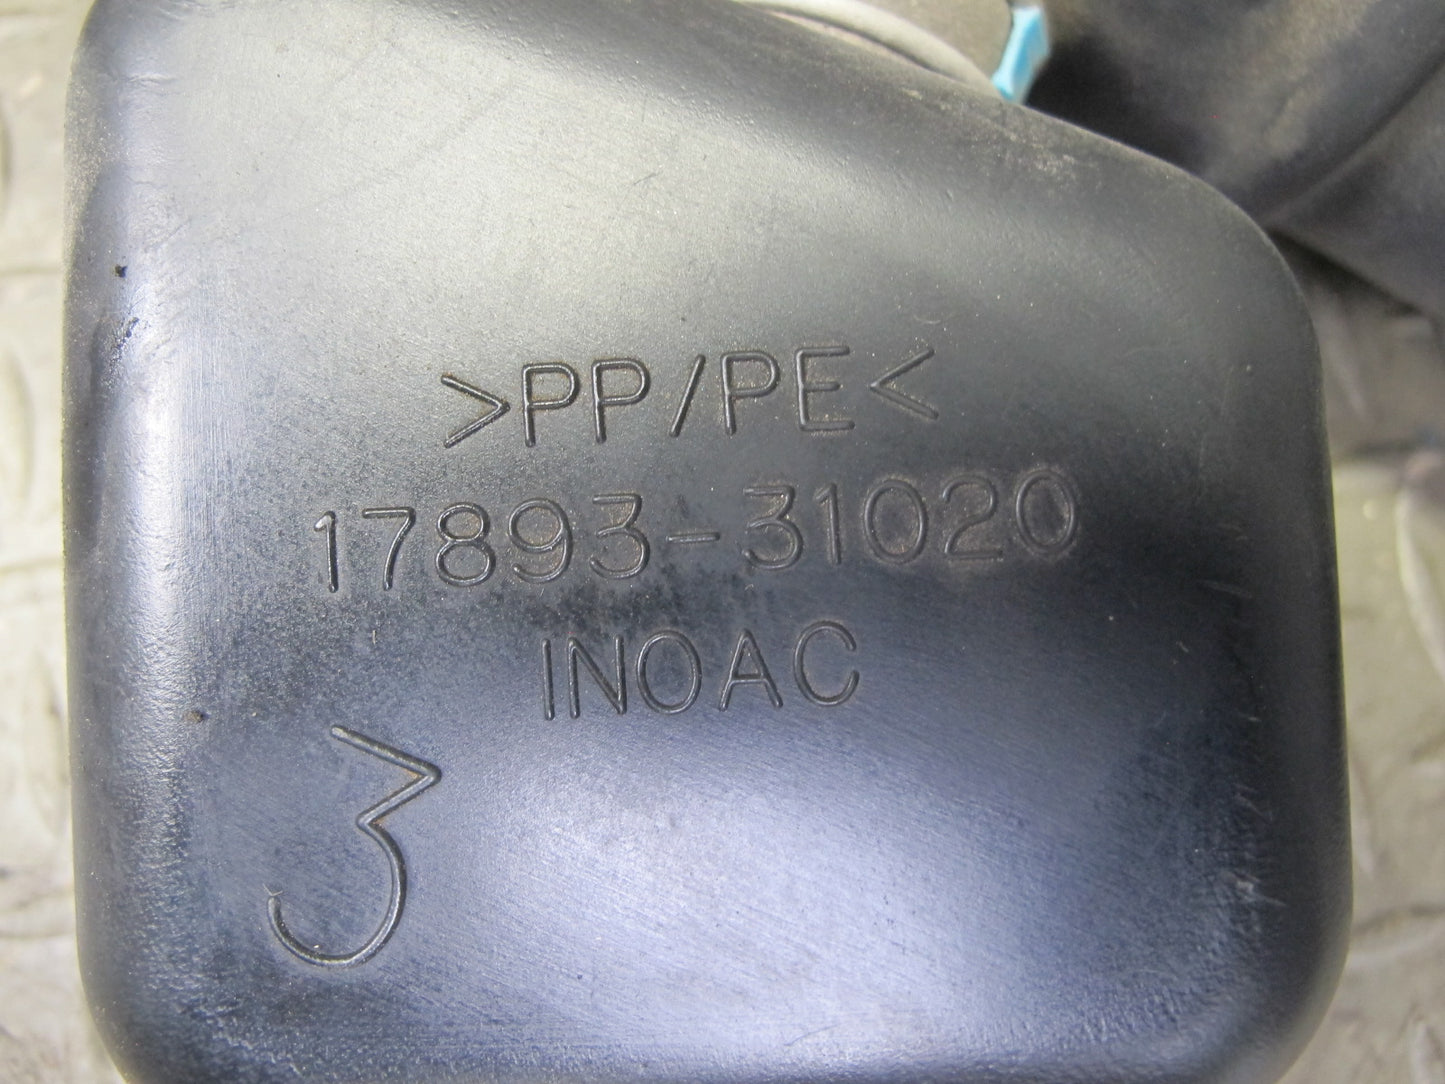 >PP/PE<
17893-31020
INOAC
3